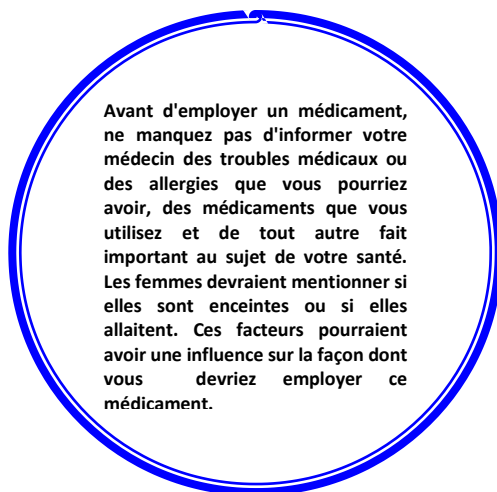 Avant d'employer un médicament,
ne manquez pas d'informer votre
médecin des troubles médicaux ou
des allergies que vous pourriez
avoir, des médicaments que vous
utilisez et de tout autre fait
important au sujet de votre santé.
Les femmes devraient mentionner si
elles sont enceintes ou si elles
allaitent. Ces facteurs pourraient
avoir une influence sur la façon dont
vous devriez employer ce
médicament.